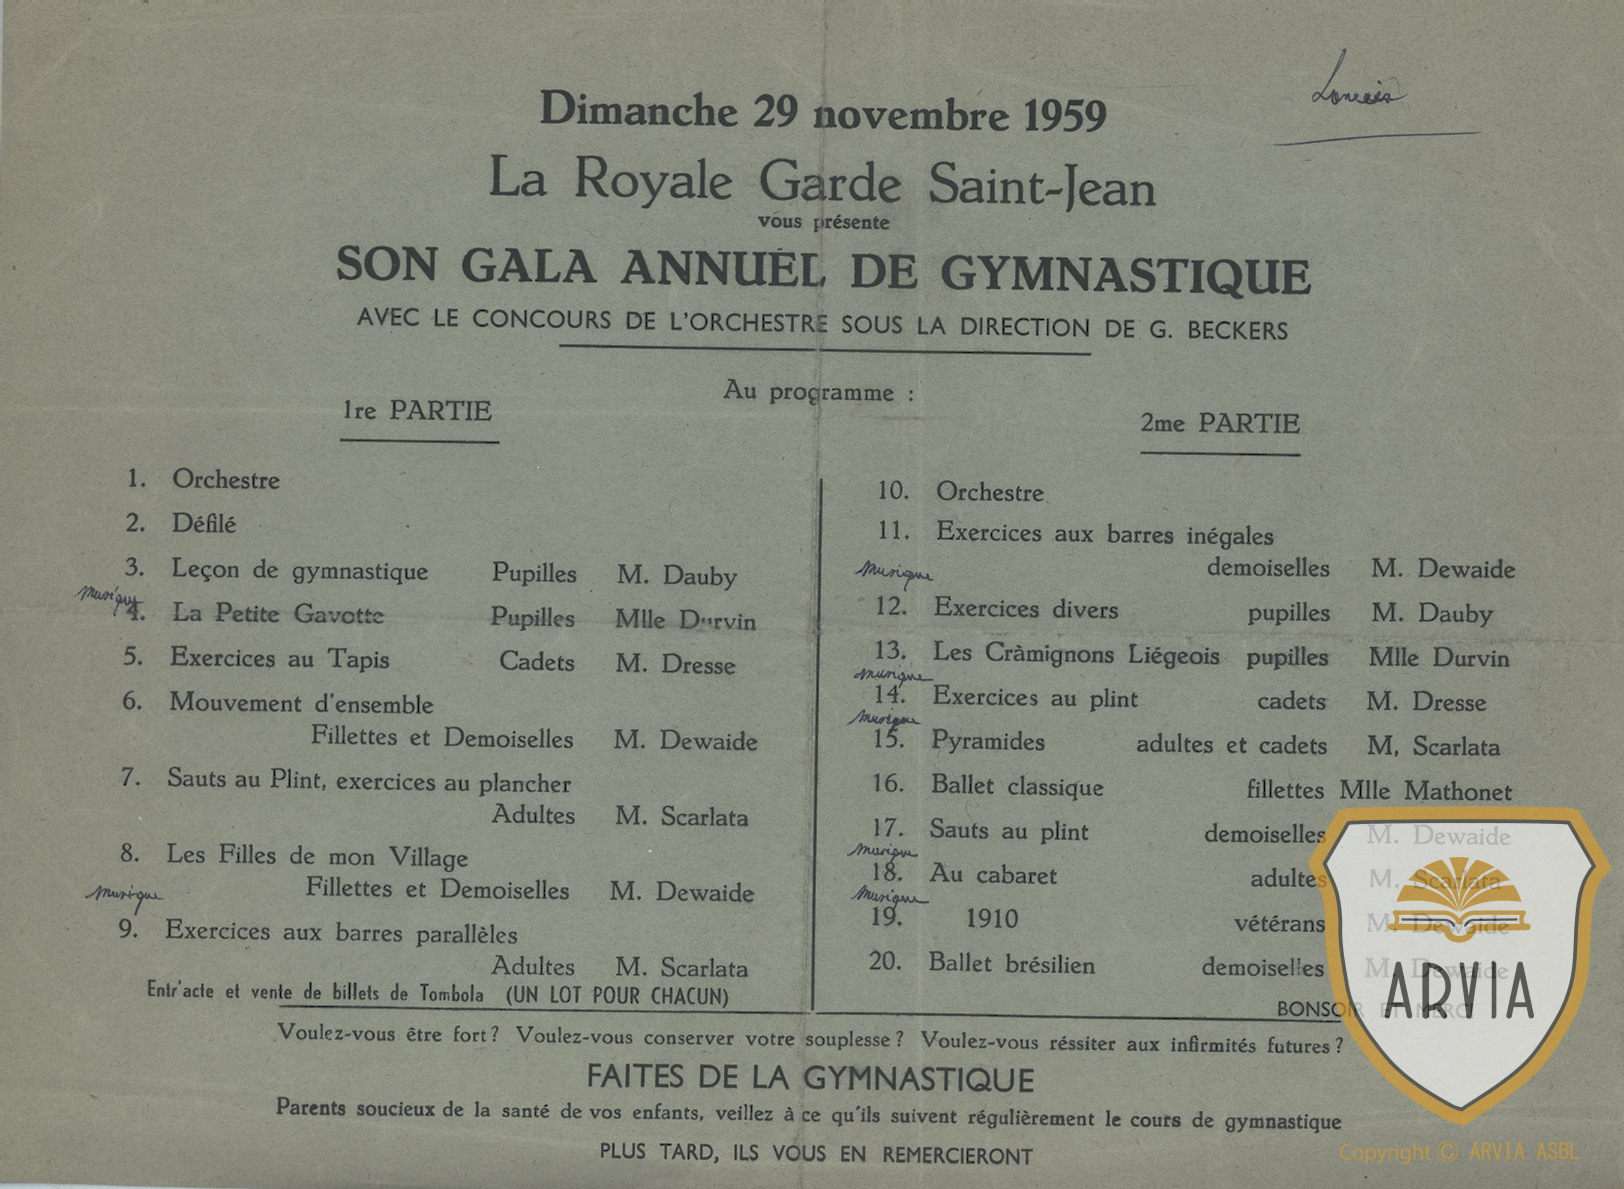 Dimanche 29 novembre 1959
La Royale Garde Saint-Jean
vous présente
SON GALA ANNUEL DE GYMNASTIQUE
AVEC LE CONCOURS DE L'ORCHESTRE SOUS LA DIRECTION DE G. BECKERS
Au programme :
1re PARTIE
1. Orchestre
2. Défilé
3. Leçon de gymnastique Pupilles M. Dauby
musique
4. La Petite Gavotte Pupilles Mlle Durvin
5. Exercices au Tapis Cadets M. Dresse
6. Mouvement d'ensemble
Fillettes et Demoiselles M. Dewaide
7. Sauts au Plint, exercices au plancher
Adultes M. Scarlata
8. Les Filles de mon Village
Fillettes et Demoiselles M. Dewaide
musique
9. Exercices aux barres parallèles
Adultes M. Scarlata
Entr'acte et vente de billets de Tombola (UN LOT POUR CHACUN)
2me PARTIE
10. Orchestre
11. Exercices aux barres inégales
demoiselles M. Dewaide
musique
12. Exercices divers pupilles M. Dauby
13. Les Cràmignons Liégeois pupilles Mlle Durvin
musique
14. Exercices au plint cadets M. Dresse
musique
15. Pyramides adultes et cadets M, Scarlata
16. Ballet classique fillettes Mlle Mathonet
17. Sauts au plint demoiselles M. Dewaide
musique
18. Au cabaret adultes M. Scarlata
musique
19. 1910 vétérans M. Dewaide
20. Ballet brésilien demoiselles M. Dewaide
BONSOIR ET MERCI
Voulez-vous être fort ? Voulez-vous conserver votre souplesse ? Voulez-vous réssiter aux infirmités futures ?
FAITES DE LA GYMNASTIQUE
Parents soucieux de la santé de vos enfants, veillez à ce qu'ils suivent régulièrement le cours de gymnastique
PLUS TARD, ILS VOUS EN REMERCIERONT
ARVIA
Copyright © ARVIA ASBL